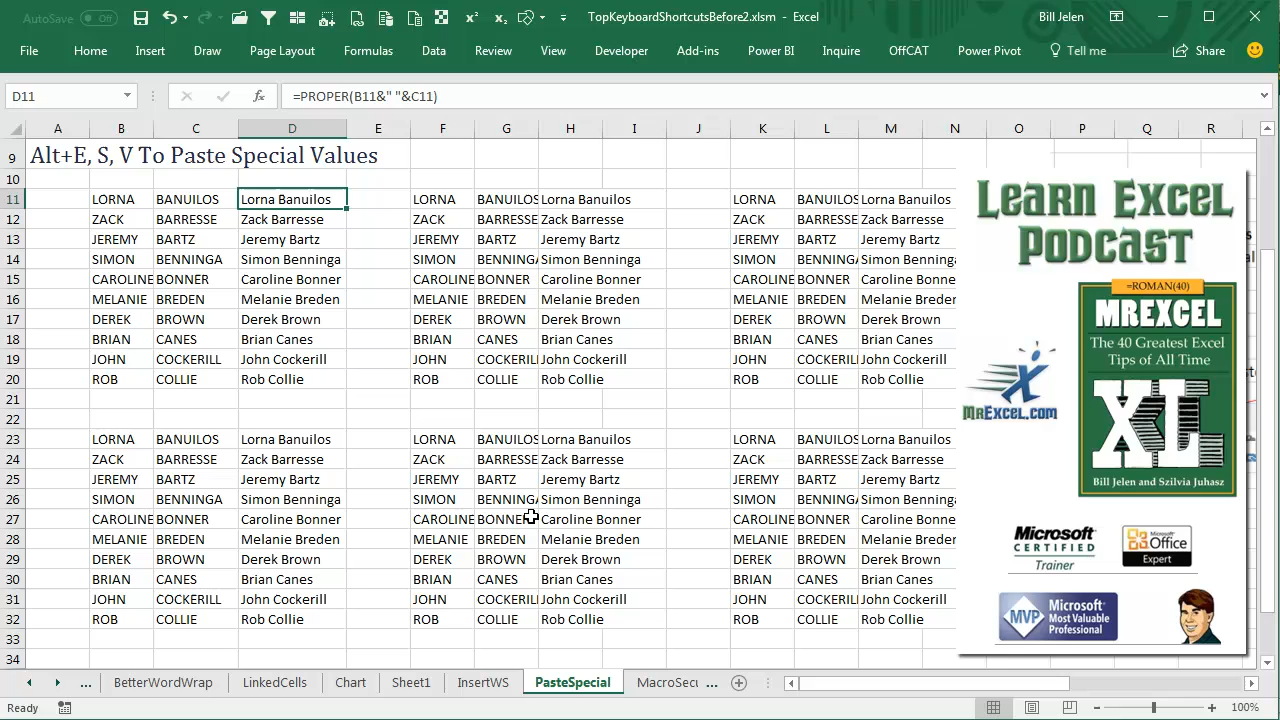 AutoSave Off TopKeyboardShortcutsBefore2.xlsm - Excel Bill Jelen
File Home Insert Draw Page Layout Formulas Data Review View Developer Add-ins Power BI Inquire OffCAT Power Pivot Tell me Share
D11 fx =PROPER(B11&" "&C11)
A B C D E F G H I J K L M N O P Q R
9 Alt+E, S, V To Paste Special Values
10
11 LORNA BANUILOS Lorna Banuilos LORNA BANUILOS Lorna Banuilos LORNA BANUILOS Lorna Banuilos
12 ZACK BARRESSE Zack Barresse ZACK BARRESSE Zack Barresse ZACK BARRESSE Zack Barresse
13 JEREMY BARTZ Jeremy Bartz JEREMY BARTZ Jeremy Bartz JEREMY BARTZ Jeremy Bartz
14 SIMON BENNINGA Simon Benninga SIMON BENNING Simon Benninga SIMON BENNING Simon Benninga
15 CAROLINE BONNER Caroline Bonner CAROLINE BONNER Caroline Bonner CAROLINE BONNER Caroline Bonner
16 MELANIE BREDEN Melanie Breden MELANIE BREDEN Melanie Breden MELANIE BREDEN Melanie Breden
17 DEREK BROWN Derek Brown DEREK BROWN Derek Brown DEREK BROWN Derek Brown
18 BRIAN CANES Brian Canes BRIAN CANES Brian Canes BRIAN CANES Brian Canes
19 JOHN COCKERILL John Cockerill JOHN COCKERIL John Cockerill JOHN COCKERIL John Cockerill
20 ROB COLLIE Rob Collie ROB COLLIE Rob Collie ROB COLLIE Rob Collie
21
22
23 LORNA BANUILOS Lorna Banuilos LORNA BANUILOS Lorna Banuilos LORNA BANUILOS Lorna Banuilos
24 ZACK BARRESSE Zack Barresse ZACK BARRESSE Zack Barresse ZACK BARRESSE Zack Barresse
25 JEREMY BARTZ Jeremy Bartz JEREMY BARTZ Jeremy Bartz JEREMY BARTZ Jeremy Bartz
26 SIMON BENNINGA Simon Benninga SIMON BENNING Simon Benninga SIMON BENNING Simon Benninga
27 CAROLINE BONNER Caroline Bonner CAROLINE BONNER Caroline Bonner CAROLINE BONNER Caroline Bonner
28 MELANIE BREDEN Melanie Breden MELANIE BREDEN Melanie Breden MELANIE BREDEN Melanie Breden
29 DEREK BROWN Derek Brown DEREK BROWN Derek Brown DEREK BROWN Derek Brown
30 BRIAN CANES Brian Canes BRIAN CANES Brian Canes BRIAN CANES Brian Canes
31 JOHN COCKERILL John Cockerill JOHN COCKERIL John Cockerill JOHN COCKERIL John Cockerill
32 ROB COLLIE Rob Collie ROB COLLIE Rob Collie ROB COLLIE Rob Collie
33
34
LEARN EXCEL
PODCAST
=ROMAN(40)
MREXCEL
The 40 Greatest Excel
Tips of All Time
XL
Bill Jelen and Szilvia Juhasz
MREXCEL.COM
Microsoft
CERTIFIED
Trainer
Microsoft
Office
Expert
MVP Microsoft
Most Valuable
Professional
... BetterWordWrap LinkedCells Chart Sheet1 InsertWS PasteSpecial MacroSecu ...
Ready 100%